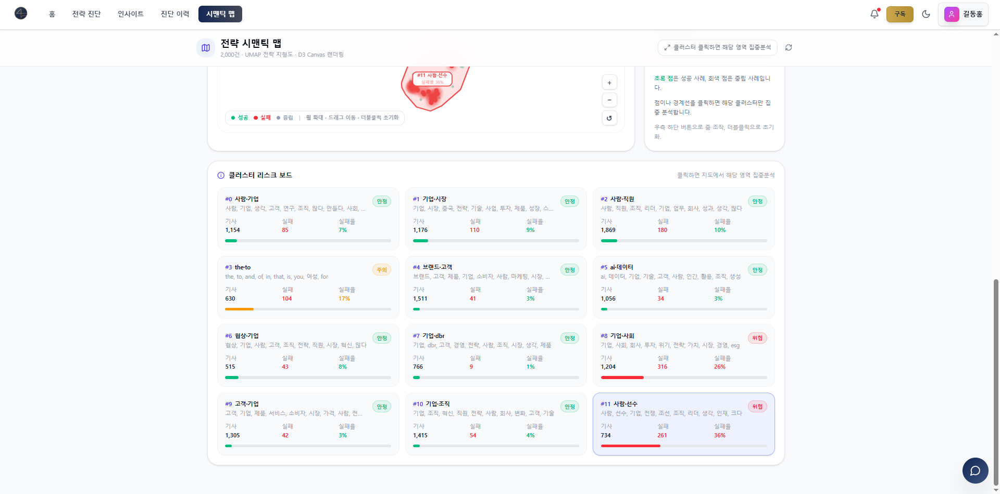 홈 전략 진단 인사이트 진단 이력 시맨틱 맵 구독 길동홍
전략 시맨틱 맵
2,000건 · UMAP 전략 지형도 · D3 Canvas 렌더링
클러스터 클릭하면 해당 영역 집중분석
#11 사람·선수
실패율 36%
+
−
↺
성공 실패 중립 | 휠 확대 · 드래그 이동 · 더블클릭 초기화
초록 점은 성공 사례, 회색 점은 중립 사례입니
다.
점이나 경계선을 클릭하면 해당 클러스터만 집
중 분석합니다.
우측 하단 버튼으로 줌 조작, 더블클릭으로 초기
화.
클러스터 리스크 보드 클릭하면 지도에서 해당 영역 집중분석
#0 사람·기업 안정
사람, 기업, 생각, 고객, 연구, 조직, 많다, 만들다, 사회, ...
기사 실패 실패율
1,154 85 7%
#1 기업·시장 안정
기업, 시장, 중국, 전략, 기술, 사업, 투자, 제품, 성장, 스...
기사 실패 실패율
1,176 110 9%
#2 사람·직원 안정
사람, 직원, 조직, 리더, 기업, 업무, 회사, 성과, 생각, 많다
기사 실패 실패율
1,869 180 10%
#3 the·to 주의
the, to, and, of, in, that, is, you, 여성, for
기사 실패 실패율
630 104 17%
#4 브랜드·고객 안정
브랜드, 고객, 제품, 기업, 소비자, 사람, 마케팅, 시장, ...
기사 실패 실패율
1,511 41 3%
#5 ai·데이터 안정
ai, 데이터, 기업, 기술, 고객, 사람, 인간, 활용, 조직, 생성
기사 실패 실패율
1,056 34 3%
#6 협상·기업 안정
협상, 기업, 사람, 고객, 조직, 전략, 직원, 시장, 혁신, 많다
기사 실패 실패율
515 43 8%
#7 기업·dbr 안정
기업, dbr, 고객, 경영, 전략, 사람, 조직, 시장, 생각, 제품
기사 실패 실패율
766 9 1%
#8 기업·사회 위험
기업, 사회, 회사, 투자, 위기, 전략, 가치, 시장, 경영, esg
기사 실패 실패율
1,204 316 26%
#9 고객·기업 안정
고객, 기업, 제품, 서비스, 소비자, 시장, 가격, 사람, 전...
기사 실패 실패율
1,305 42 3%
#10 기업·조직 안정
기업, 조직, 혁신, 직원, 전략, 사람, 회사, 변화, 고객, 기술
기사 실패 실패율
1,415 54 4%
#11 사람·선수 위험
사람, 선수, 기업, 전쟁, 조선, 조직, 리더, 생각, 인재, 크다
기사 실패 실패율
734 261 36%